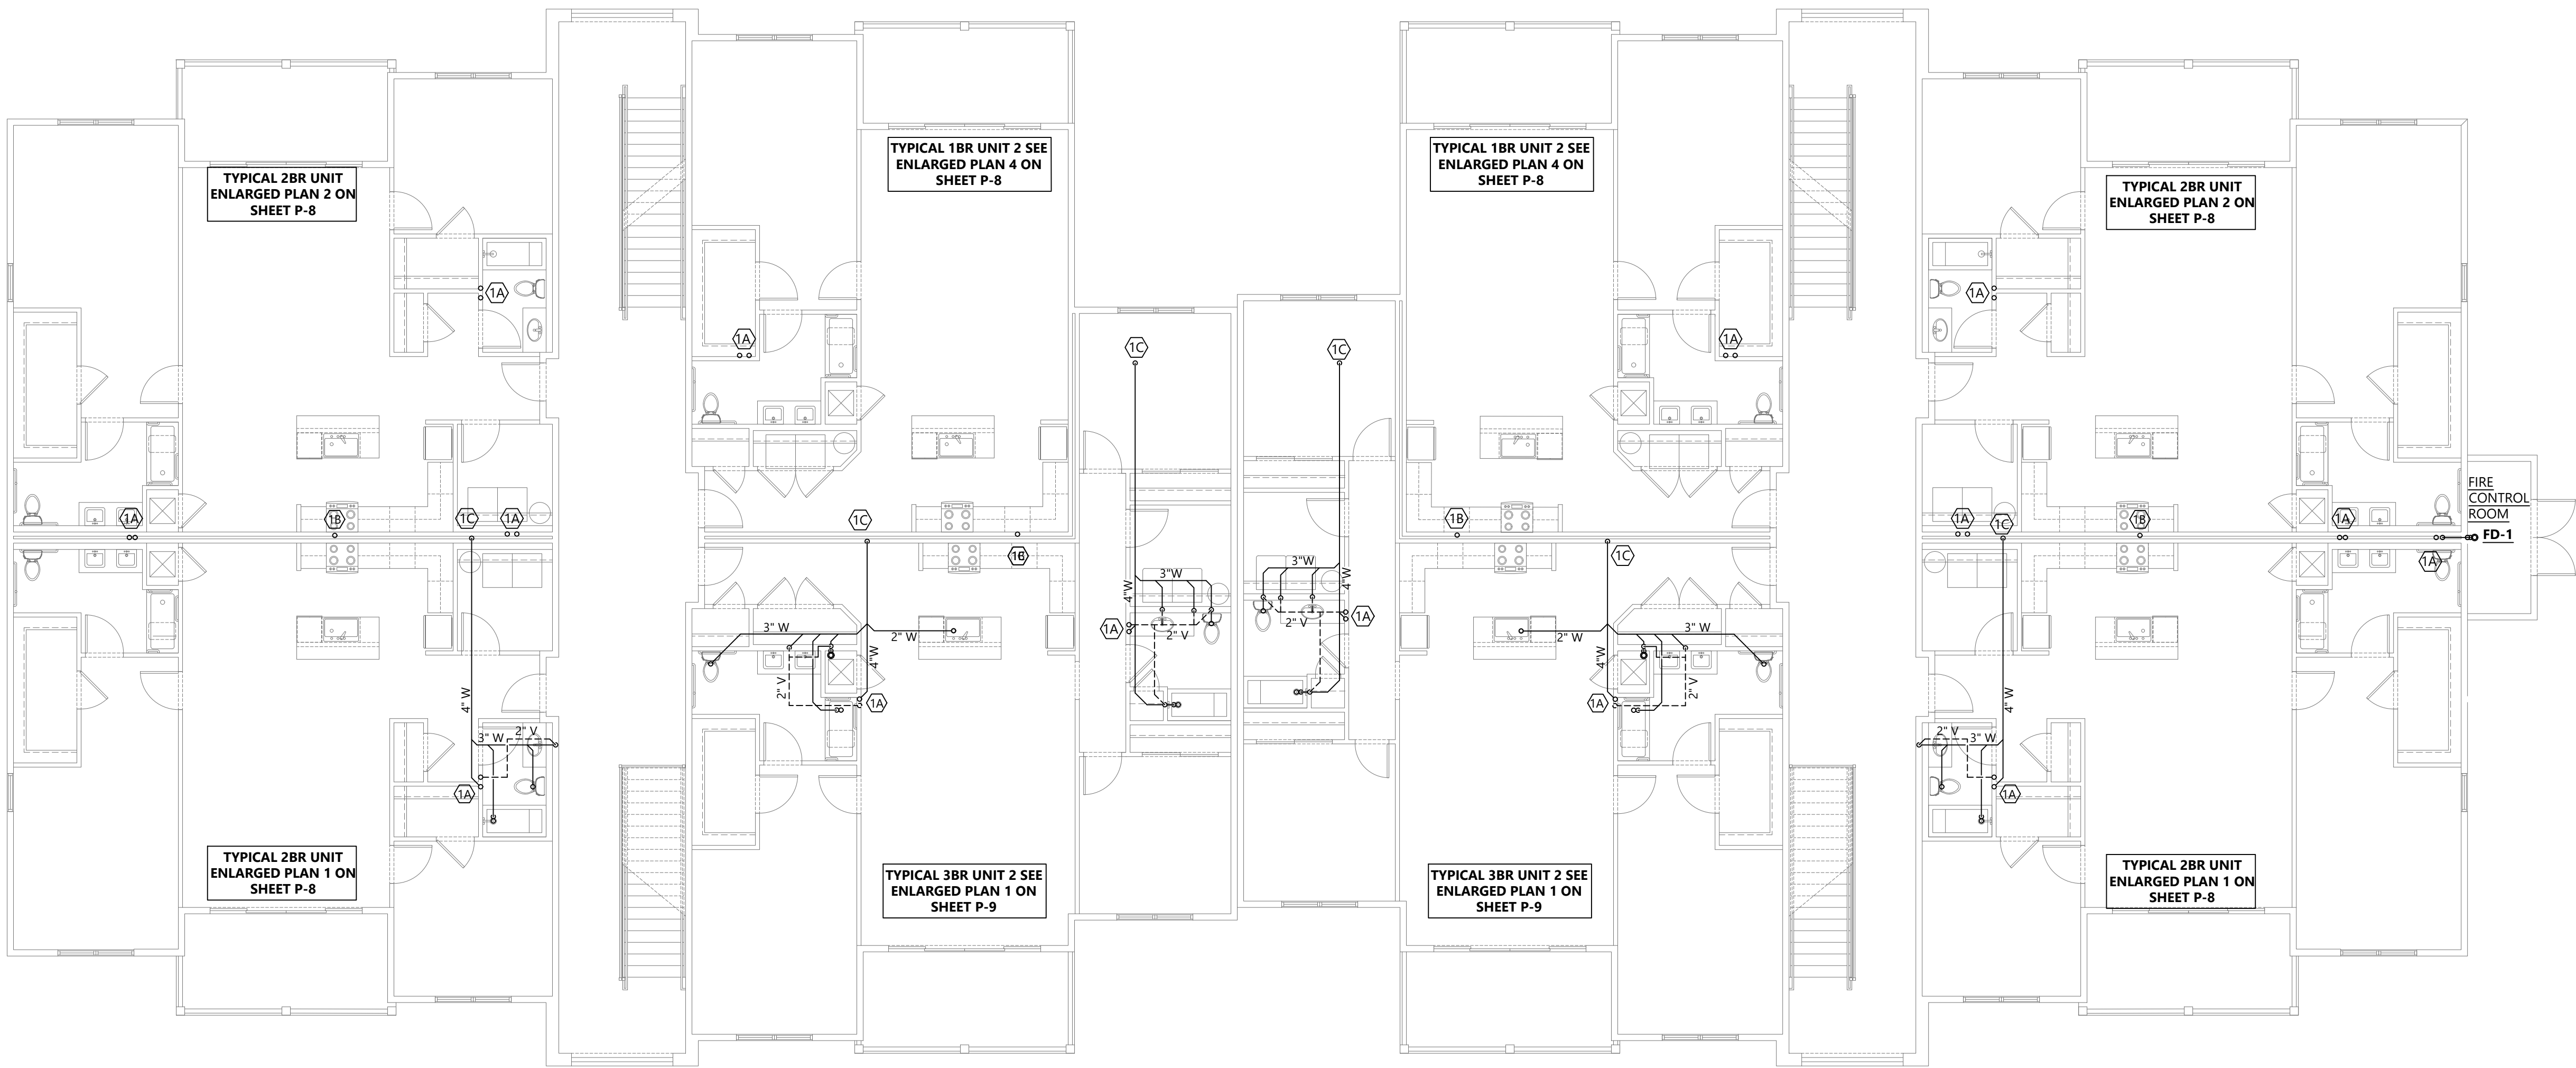 TYPICAL 2BR UNIT
ENLARGED PLAN 2 ON
SHEET P-8
TYPICAL 1BR UNIT 2 SEE
ENLARGED PLAN 4 ON
SHEET P-8
TYPICAL 1BR UNIT 2 SEE
ENLARGED PLAN 4 ON
SHEET P-8
TYPICAL 2BR UNIT
ENLARGED PLAN 2 ON
SHEET P-8
1A
1A
1C
1C
1A
1A
1A
1B
1C
1A
1C
1B
1A
1C
1B
1A
FIRE
CONTROL
ROOM
FD-1
1C
1A
3"W
4"W
3"W
4"W
1A
2" V
2" V
1A
3" W
2" W
4"W
2" V
1A
2" W
3" W
4"W
2" V
1A
4" W
3" W
2" V
1A
4" W
2" V
3" W
1A
TYPICAL 2BR UNIT
ENLARGED PLAN 1 ON
SHEET P-8
TYPICAL 3BR UNIT 2 SEE
ENLARGED PLAN 1 ON
SHEET P-9
TYPICAL 3BR UNIT 2 SEE
ENLARGED PLAN 1 ON
SHEET P-9
TYPICAL 2BR UNIT
ENLARGED PLAN 1 ON
SHEET P-8